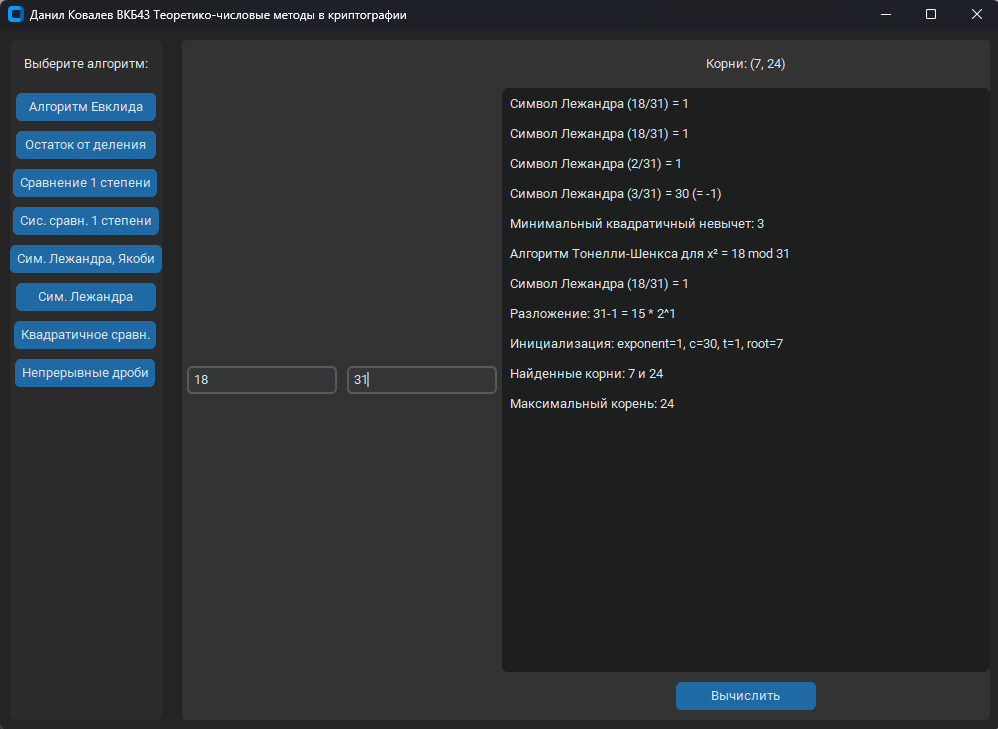 Данил Ковалев ВКБ43 Теоретико-числовые методы в криптографии
Выберите алгоритм:
Алгоритм Евклида
Остаток от деления
Сравнение 1 степени
Сис. сравн. 1 степени
Сим. Лежандра, Якоби
Сим. Лежандра
Квадратичное сравн.
Непрерывные дроби
18
31
Корни: (7, 24)
Символ Лежандра (18/31) = 1
Символ Лежандра (18/31) = 1
Символ Лежандра (2/31) = 1
Символ Лежандра (3/31) = 30 (= -1)
Минимальный квадратичный невычет: 3
Алгоритм Тонелли-Шенкса для x² = 18 mod 31
Символ Лежандра (18/31) = 1
Разложение: 31-1 = 15 * 2^1
Инициализация: exponent=1, c=30, t=1, root=7
Найденные корни: 7 и 24
Максимальный корень: 24
Вычислить